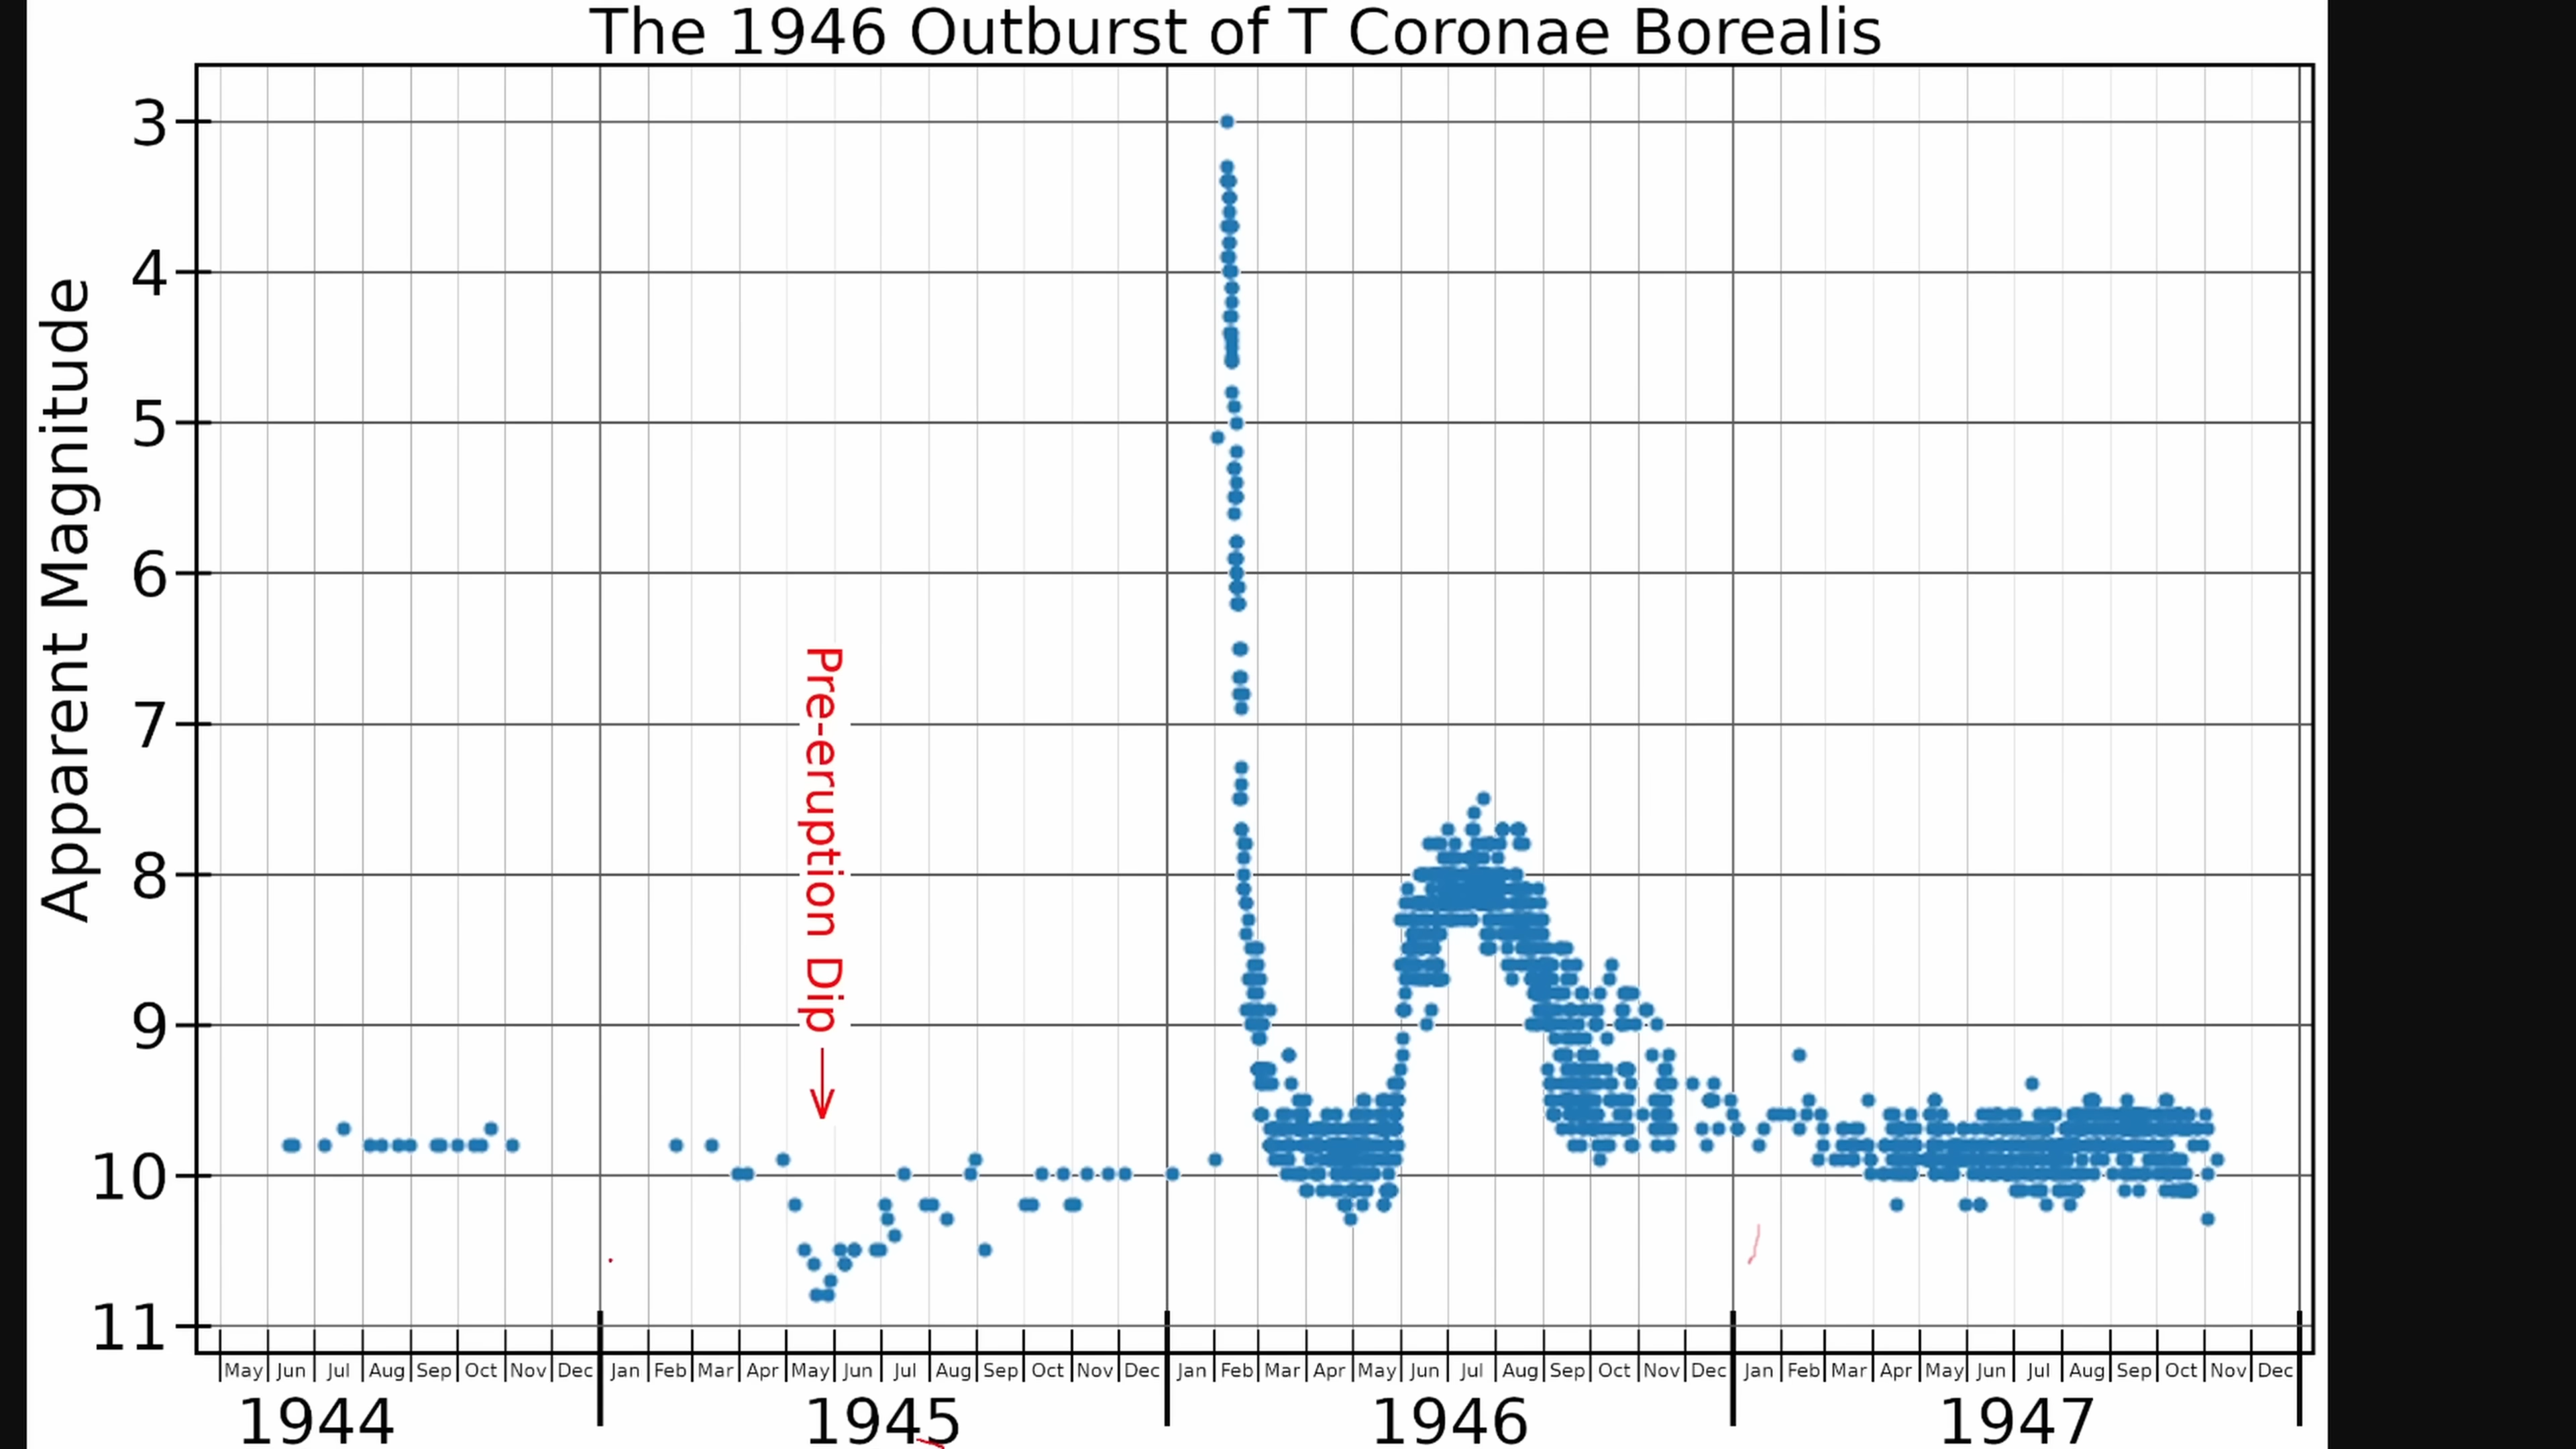 The 1946 Outburst of T Coronae Borealis
Apparent Magnitude
3
4
5
6
7
8
9
10
11
Pre-eruption Dip
May Jun Jul Aug Sep Oct Nov Dec Jan Feb Mar Apr May Jun Jul Aug Sep Oct Nov Dec Jan Feb Mar Apr May Jun Jul Aug Sep Oct Nov Dec Jan Feb Mar Apr May Jun Jul Aug Sep Oct Nov Dec
1944 1945 1946 1947